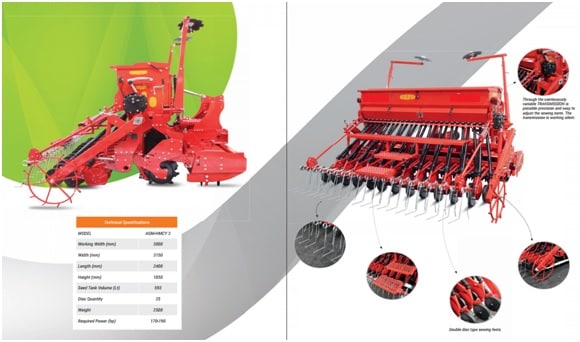 Technical Specifications
MODEL AGM-HMCY 3
Working Width (mm) 3000
Width (mm) 3150
Length (mm) 2400
Height (mm) 1850
Seed Tank Volume (Lt) 593
Disc Quantity 25
Weight 2300
Required Power (hp) 170-190
Through the continuously
variable TRANSMISSION is
possible precision and easy to
adjust the sowing norm. The
transmission is working silent.
Double disc type sowing feets.